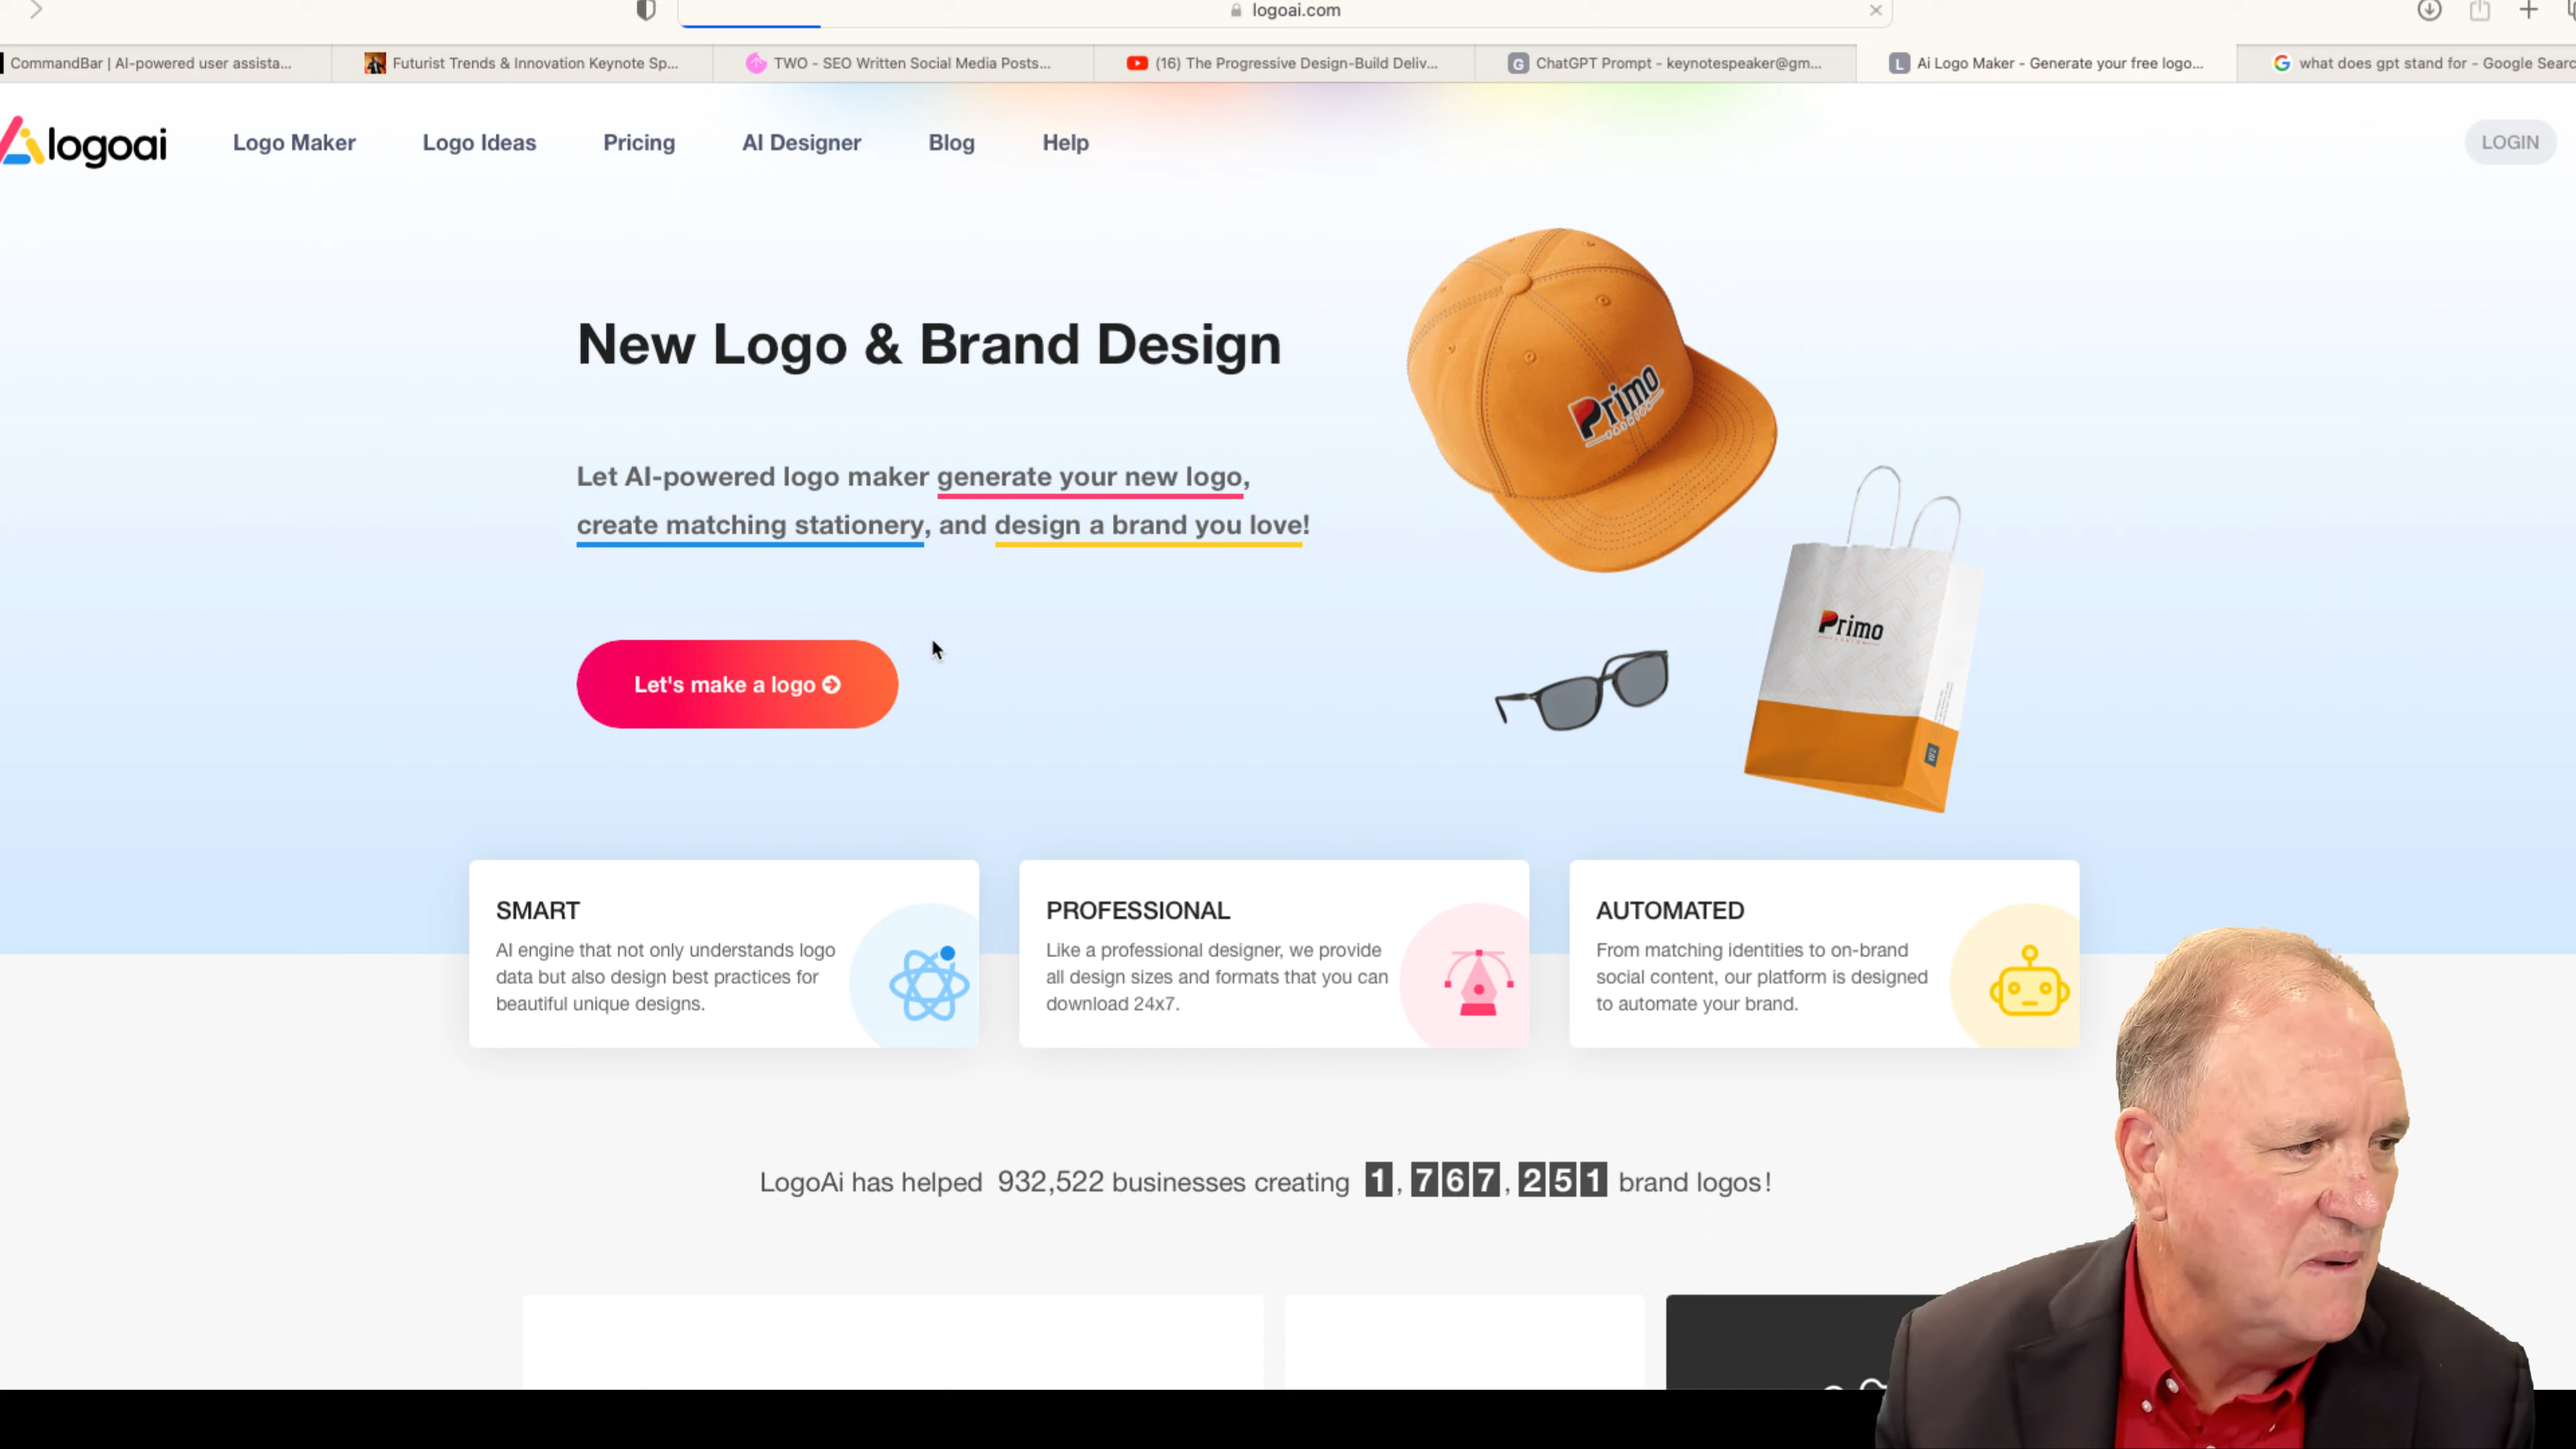 logoai.com
CommandBar | AI-powered user assista...
Futurist Trends & Innovation Keynote Sp...
TWO - SEO Written Social Media Posts...
(16) The Progressive Design-Build Deliv...
G ChatGPT Prompt - keynotespeaker@gm...
L Ai Logo Maker - Generate your free logo...
G what does gpt stand for - Google Searc
logoai
Logo Maker
Logo Ideas
Pricing
AI Designer
Blog
Help
LOGIN
New Logo & Brand Design
Let AI-powered logo maker generate your new logo,
create matching stationery, and design a brand you love!
Let's make a logo
Primo
Primo
SMART
AI engine that not only understands logo
data but also design best practices for
beautiful unique designs.
PROFESSIONAL
Like a professional designer, we provide
all design sizes and formats that you can
download 24x7.
AUTOMATED
From matching identities to on-brand
social content, our platform is designed
to automate your brand.
LogoAi has helped 932,522 businesses creating 1,767,251 brand logos!